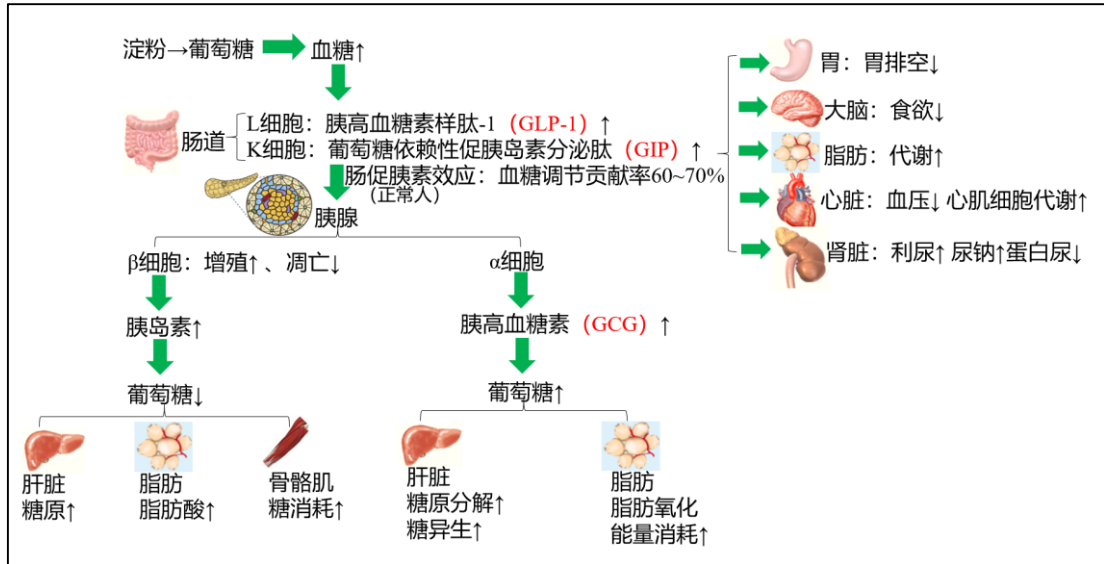 淀粉→葡萄糖 血糖↑
肠道
L细胞：胰高血糖素样肽-1（GLP-1）↑
K细胞：葡萄糖依赖性促胰岛素分泌肽（GIP）↑
肠促胰素效应：血糖调节贡献率60~70%
（正常人）
胰腺
β细胞：增殖↑、凋亡↓
胰岛素↑
葡萄糖↓
肝脏
糖原↑
脂肪
脂肪酸↑
骨骼肌
糖消耗↑
α细胞
胰高血糖素（GCG）↑
葡萄糖↑
肝脏
糖原分解↑
糖异生↑
脂肪
脂肪氧化
能量消耗↑
胃：胃排空↓
大脑：食欲↓
脂肪：代谢↑
心脏：血压↓ 心肌细胞代谢↑
肾脏：利尿↑ 尿钠↑蛋白尿↓